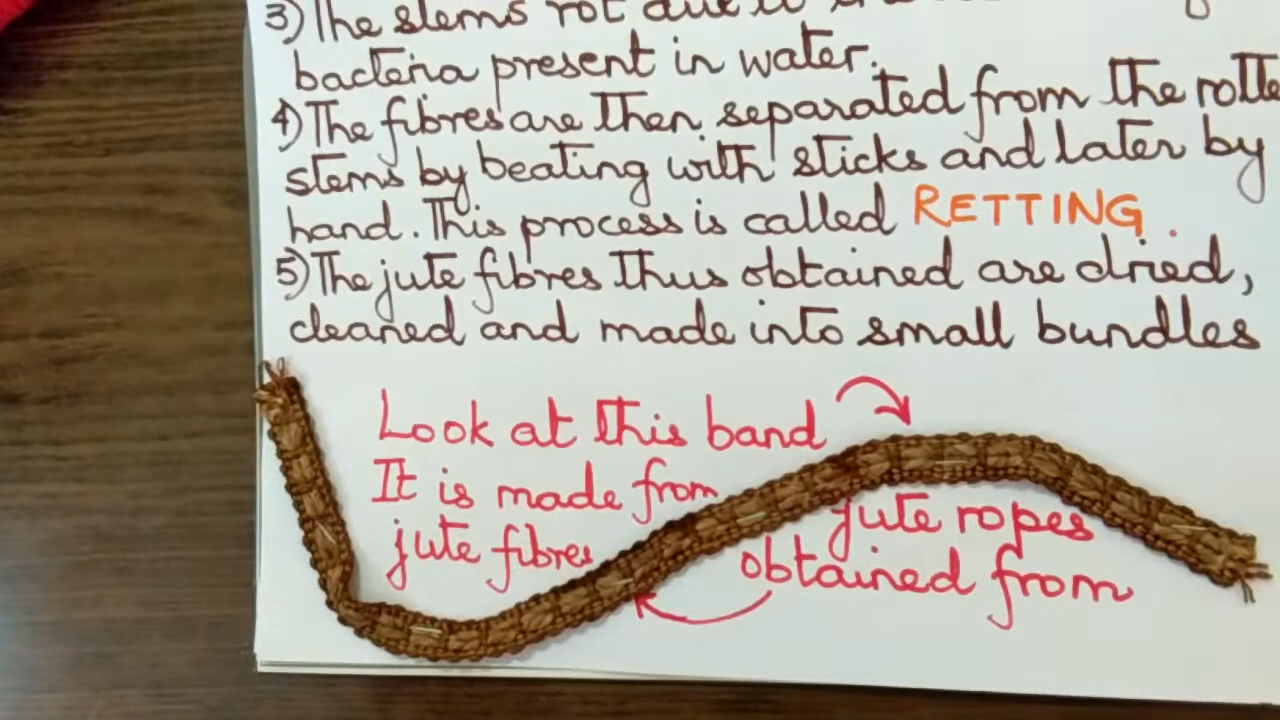 3) The stems rot due to
bacteria present in water.
4) The fibres are then separated from the rotte
stems by beating with sticks and later by
hand. This process is called RETTING.
5) The jute fibres thus obtained are dried,
cleaned and made into small bundles
Look at this band
It is made from
jute fibres
jute ropes
obtained from